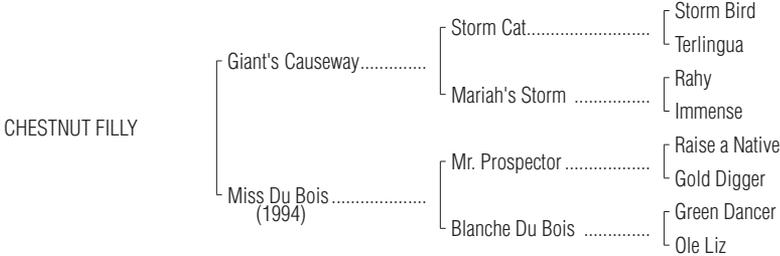 Storm Bird
Storm Cat..........................
Terlingua
Giant's Causeway..............
Rahy
Mariah's Storm ................
Immense
CHESTNUT FILLY
Raise a Native
Mr. Prospector ..................
Gold Digger
Miss Du Bois ....................
(1994)
Green Dancer
Blanche Du Bois ..............
Ole Liz